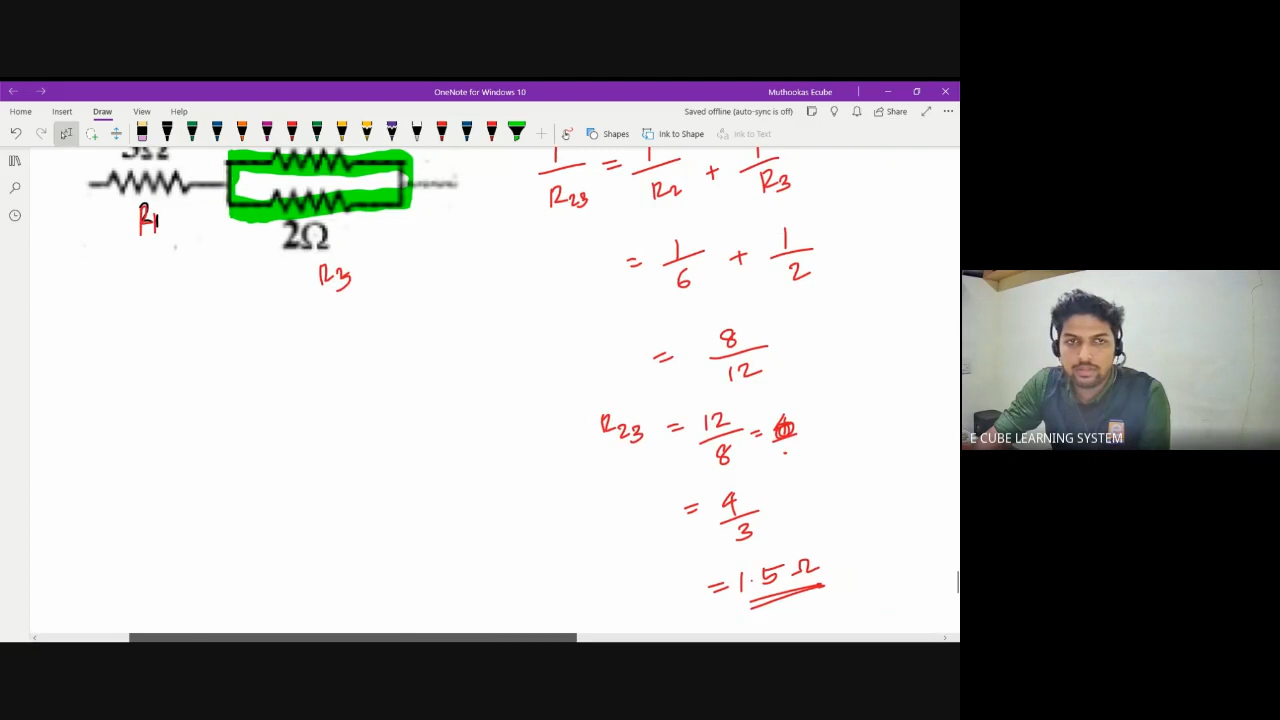 OneNote for Windows 10
Muthookas Ecube
Home Insert Draw View Help
Saved offline (auto-sync is off)
Share
Shapes
Ink to Shape
Ink to Text
R1
2Ω
R3
1/R23 = 1/R2 + 1/R3
= 1/6 + 1/2
= 8/12
R23 = 12/8 =
= 4/3
= 1.5 Ω
E CUBE LEARNING SYSTEM